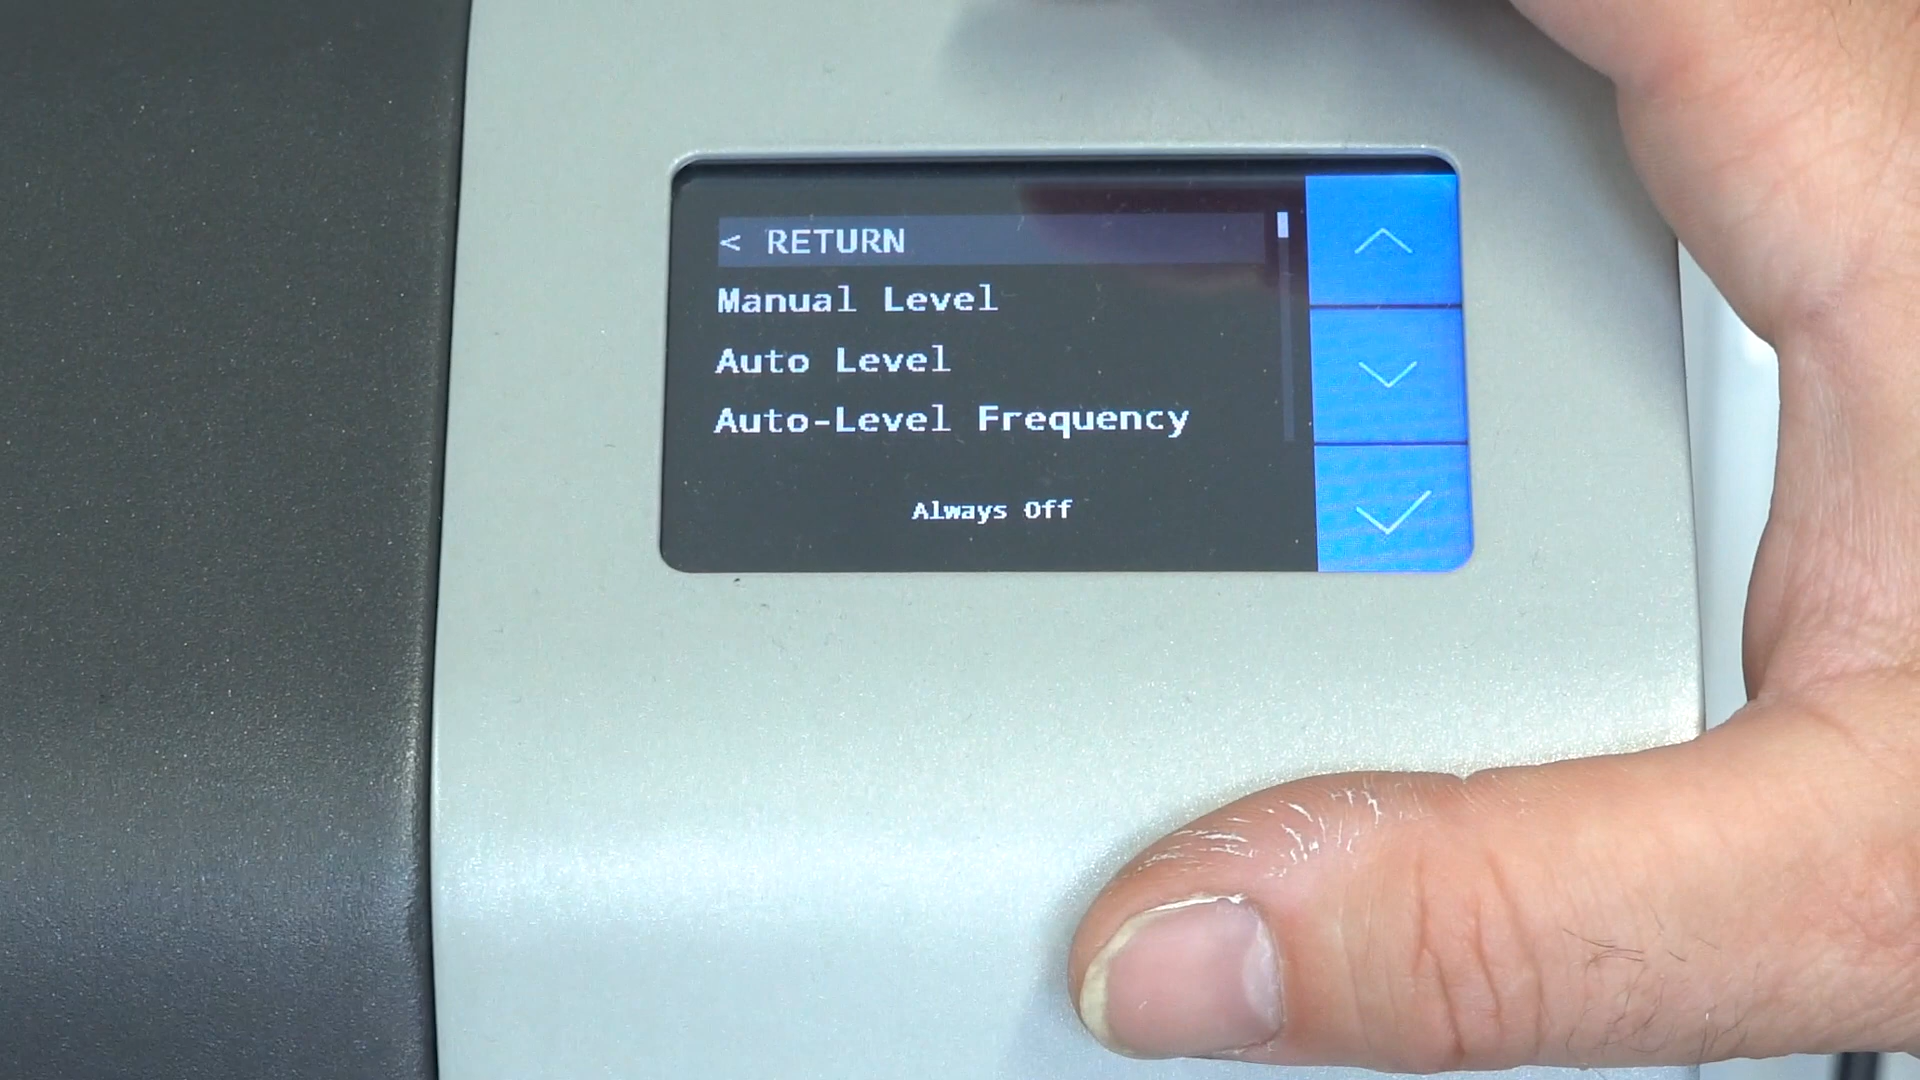 < RETURN
Manual Level
Auto Level
Auto-Level Frequency
Always Off